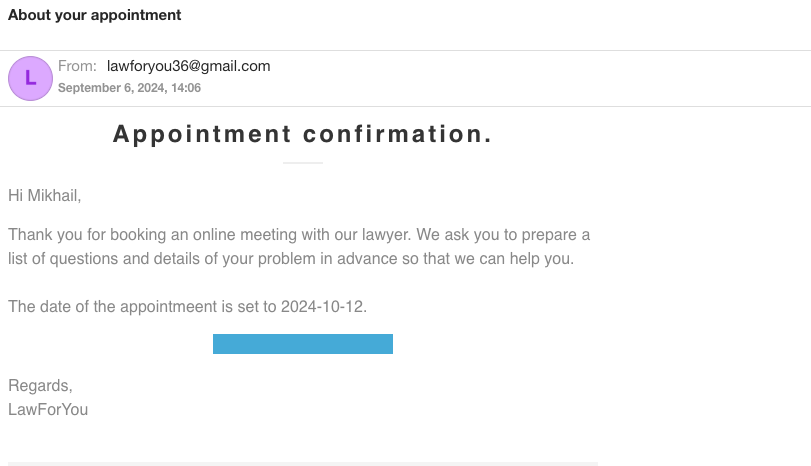 About your appointment
L
From: lawforyou36@gmail.com
September 6, 2024, 14:06
Appointment confirmation.
Hi Mikhail,
Thank you for booking an online meeting with our lawyer. We ask you to prepare a
list of questions and details of your problem in advance so that we can help you.
The date of the appointmeent is set to 2024-10-12.
Regards,
LawForYou